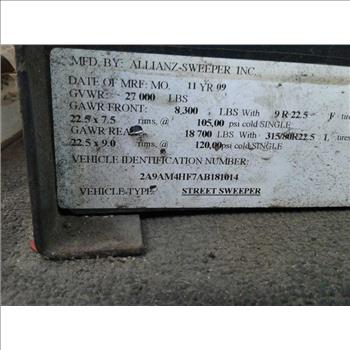 MFD. BY: ALLIANZ-SWEEPER INC.
DATE OF MRF: MO. 11 YR 09
GVWR: 27 000 LBS
GAWR FRONT: 8,300 LBS With 9 R 22.5 F
22.5 x 7.5 rims, @ 105,00 psi cold SINGLE
GAWR REA 18 700 LBS With 315/80R22.5 L
22.5 x 9.0 rims, @ 120,00 psi cold SINGLE
VEHICLE IDENTIFICATION NUMBER:
2A9AM4HF7AB181014
VEHICLE-TYPE: STREET SWEEPER